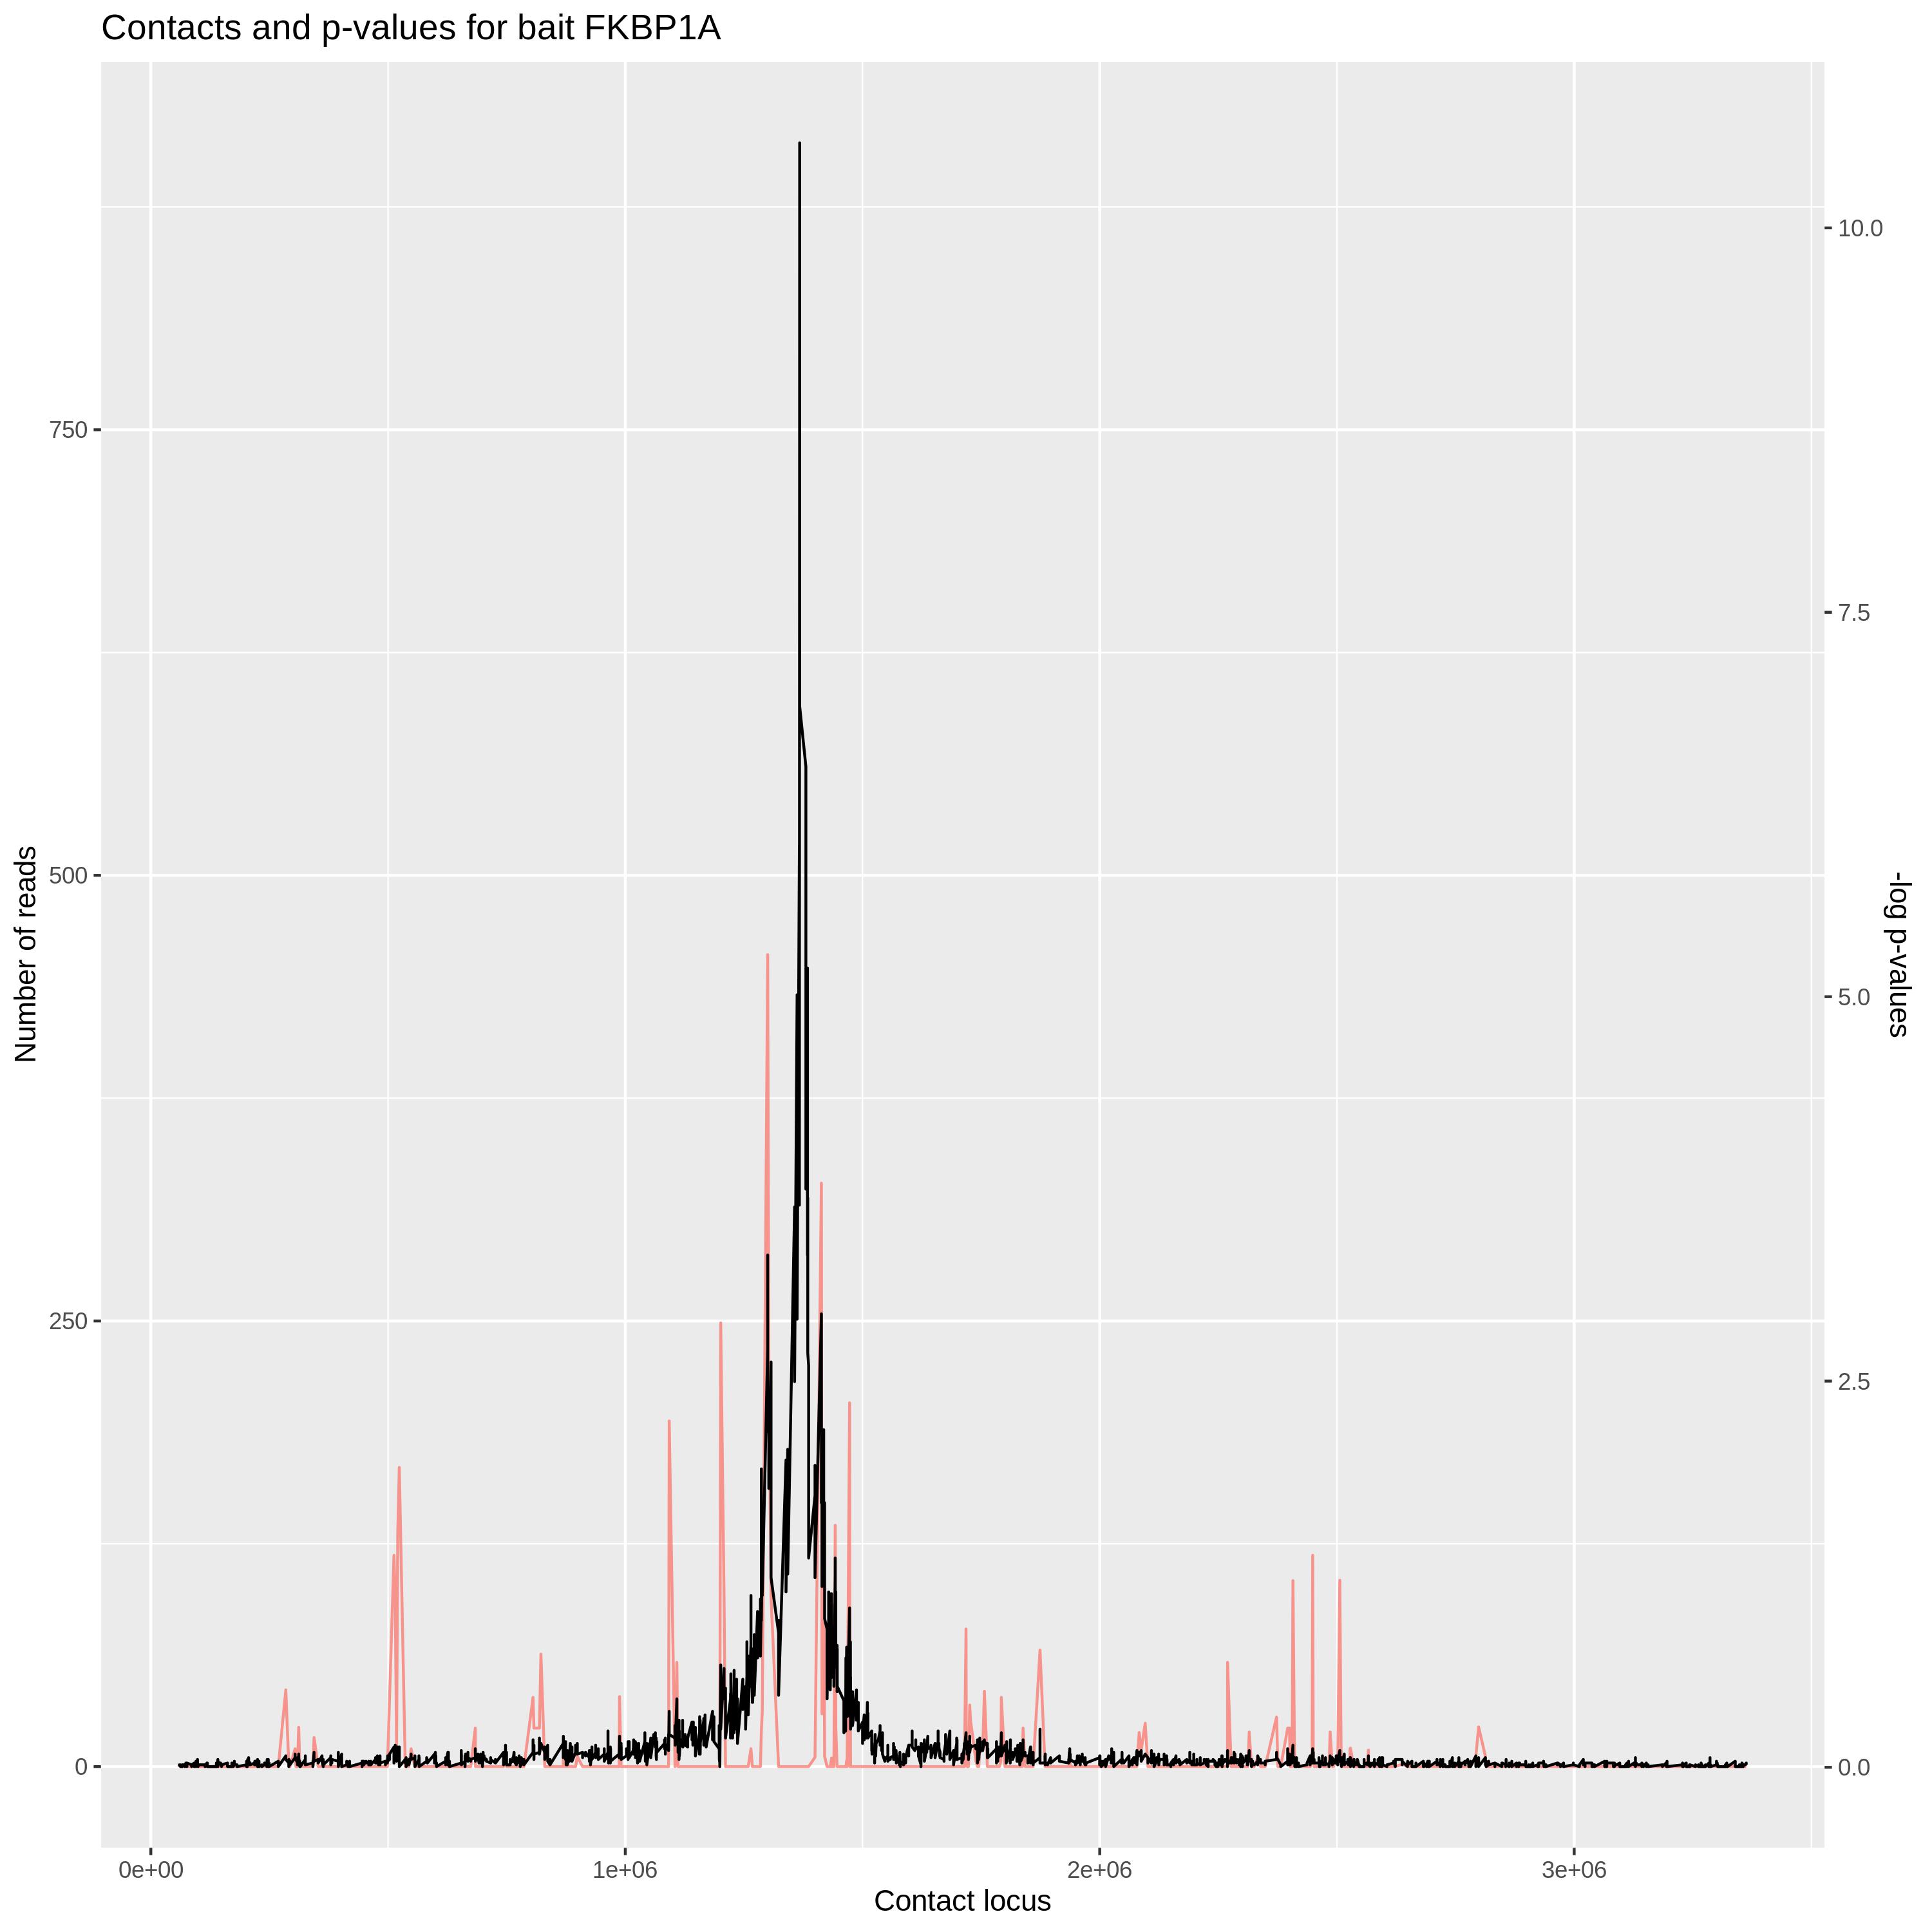 Contacts and p-values for bait FKBP1A
Number of reads
750
500
250
0
10.0
7.5
5.0
2.5
0.0
-log p-values
0e+00
1e+06
2e+06
3e+06
Contact locus